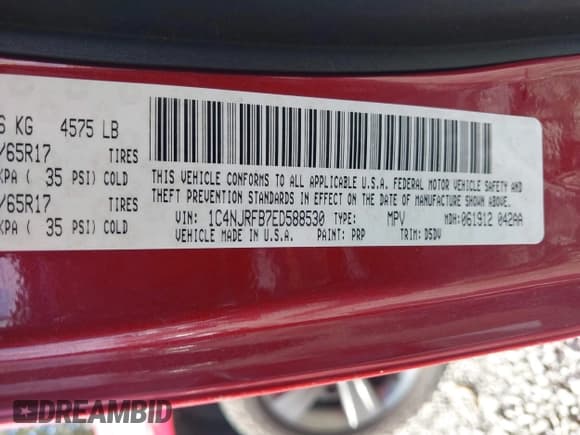 6 KG 4575 LB
/65R17 TIRES
KPA ( 35 PSI) COLD
/65R17 TIRES
KPA ( 35 PSI) COLD
THIS VEHICLE CONFORMS TO ALL APPLICABLE U.S.A. FEDERAL MOTOR VEHICLE SAFETY AND
THEFT PREVENTION STANDARDS IN EFFECT ON THE DATE OF MANUFACTURE SHOWN ABOVE.
VIN: 1C4NJRFB7ED588530 TYPE: MPV MDH:061912 042AA
VEHICLE MADE IN U.S.A. PAINT: PRP TRIM: D5DV
DREAMBID